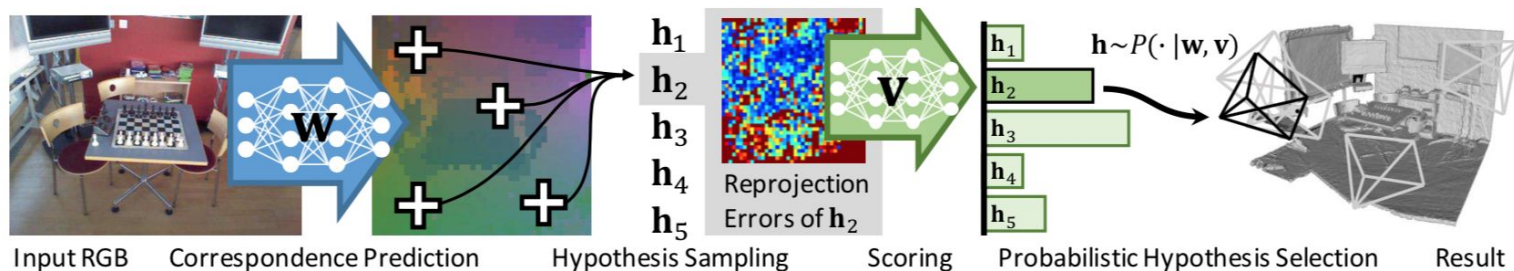 w
h₁
h₂
h₃
h₄
h₅
Reprojection
Errors of h₂
v
h₁
h₂
h₃
h₄
h₅
h~P(· |w, v)
Input RGB
Correspondence Prediction
Hypothesis Sampling
Scoring
Probabilistic Hypothesis Selection
Result